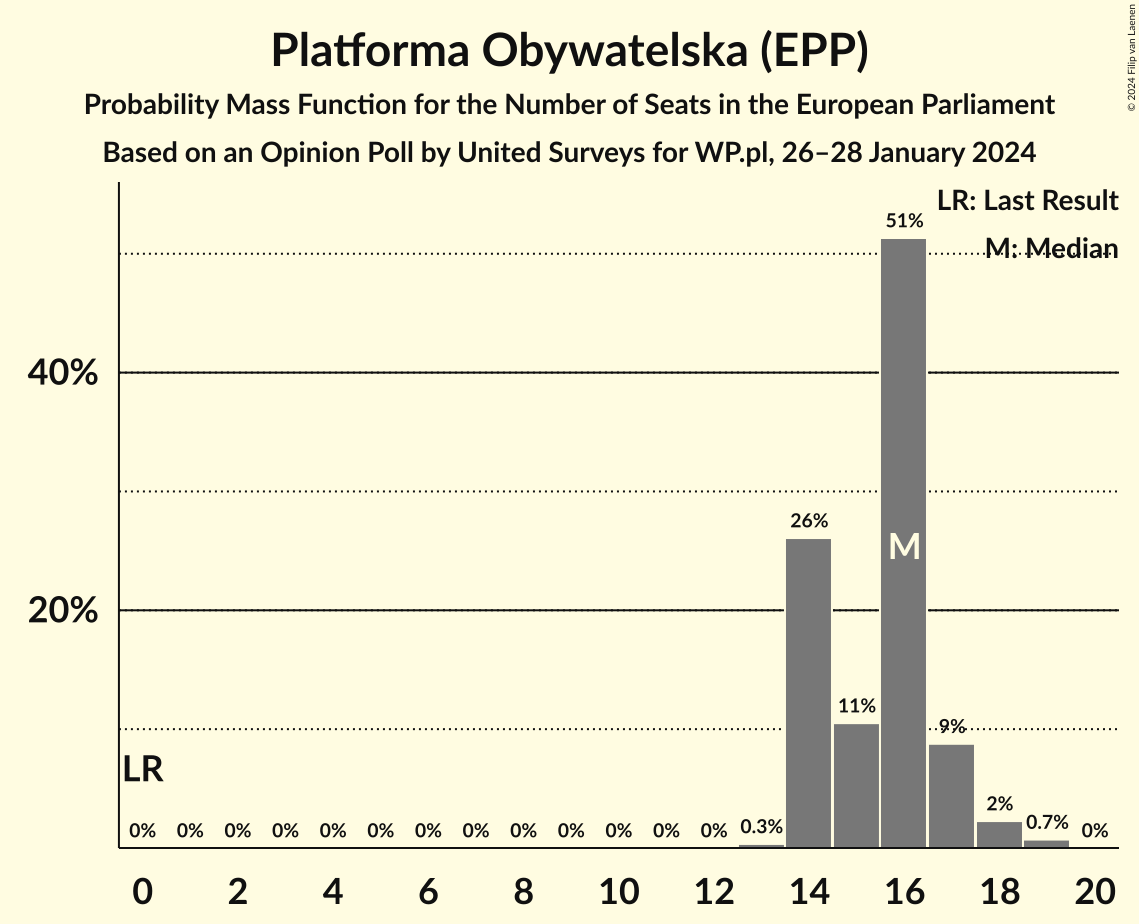 Platforma Obywatelska (EPP)
Probability Mass Function for the Number of Seats in the European Parliament
Based on an Opinion Poll by United Surveys for WP.pl, 26–28 January 2024
© 2024 Filip van Laenen
LR: Last Result
M: Median
51%
40%
26%
M
20%
11%
9%
LR
0% 0% 0% 0% 0% 0% 0% 0% 0% 0% 0% 0% 0% 0.3% 2% 0.7% 0%
0 2 4 6 8 10 12 14 16 18 20